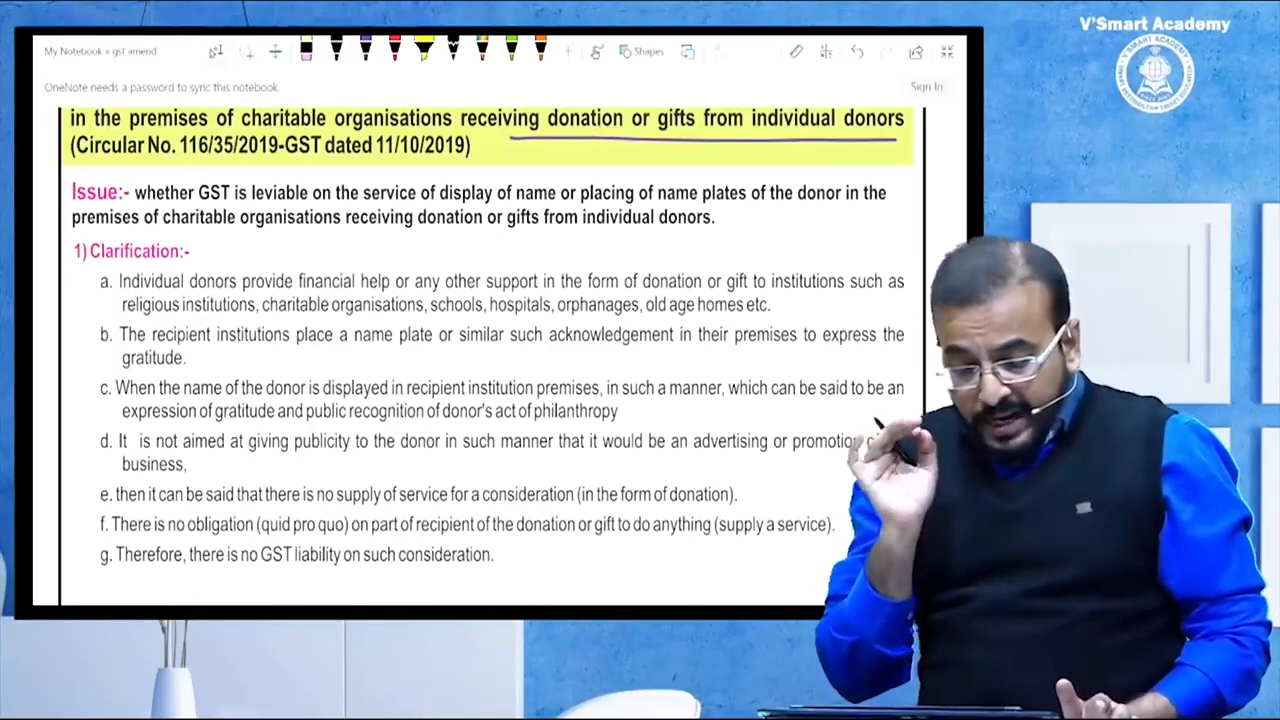 V'Smart Academy
My Notebook » gst amend
Shapes
OneNote needs a password to sync this notebook.
Sign In
in the premises of charitable organisations receiving donation or gifts from individual donors
(Circular No. 116/35/2019-GST dated 11/10/2019)
Issue:- whether GST is leviable on the service of display of name or placing of name plates of the donor in the
premises of charitable organisations receiving donation or gifts from individual donors.
1) Clarification:-
a. Individual donors provide financial help or any other support in the form of donation or gift to institutions such as
religious institutions, charitable organisations, schools, hospitals, orphanages, old age homes etc.
b. The recipient institutions place a name plate or similar such acknowledgement in their premises to express the
gratitude.
c. When the name of the donor is displayed in recipient institution premises, in such a manner, which can be said to be an
expression of gratitude and public recognition of donor's act of philanthropy
d. It is not aimed at giving publicity to the donor in such manner that it would be an advertising or promotion
business,
e. then it can be said that there is no supply of service for a consideration (in the form of donation).
f. There is no obligation (quid pro quo) on part of recipient of the donation or gift to do anything (supply a service).
g. Therefore, there is no GST liability on such consideration.